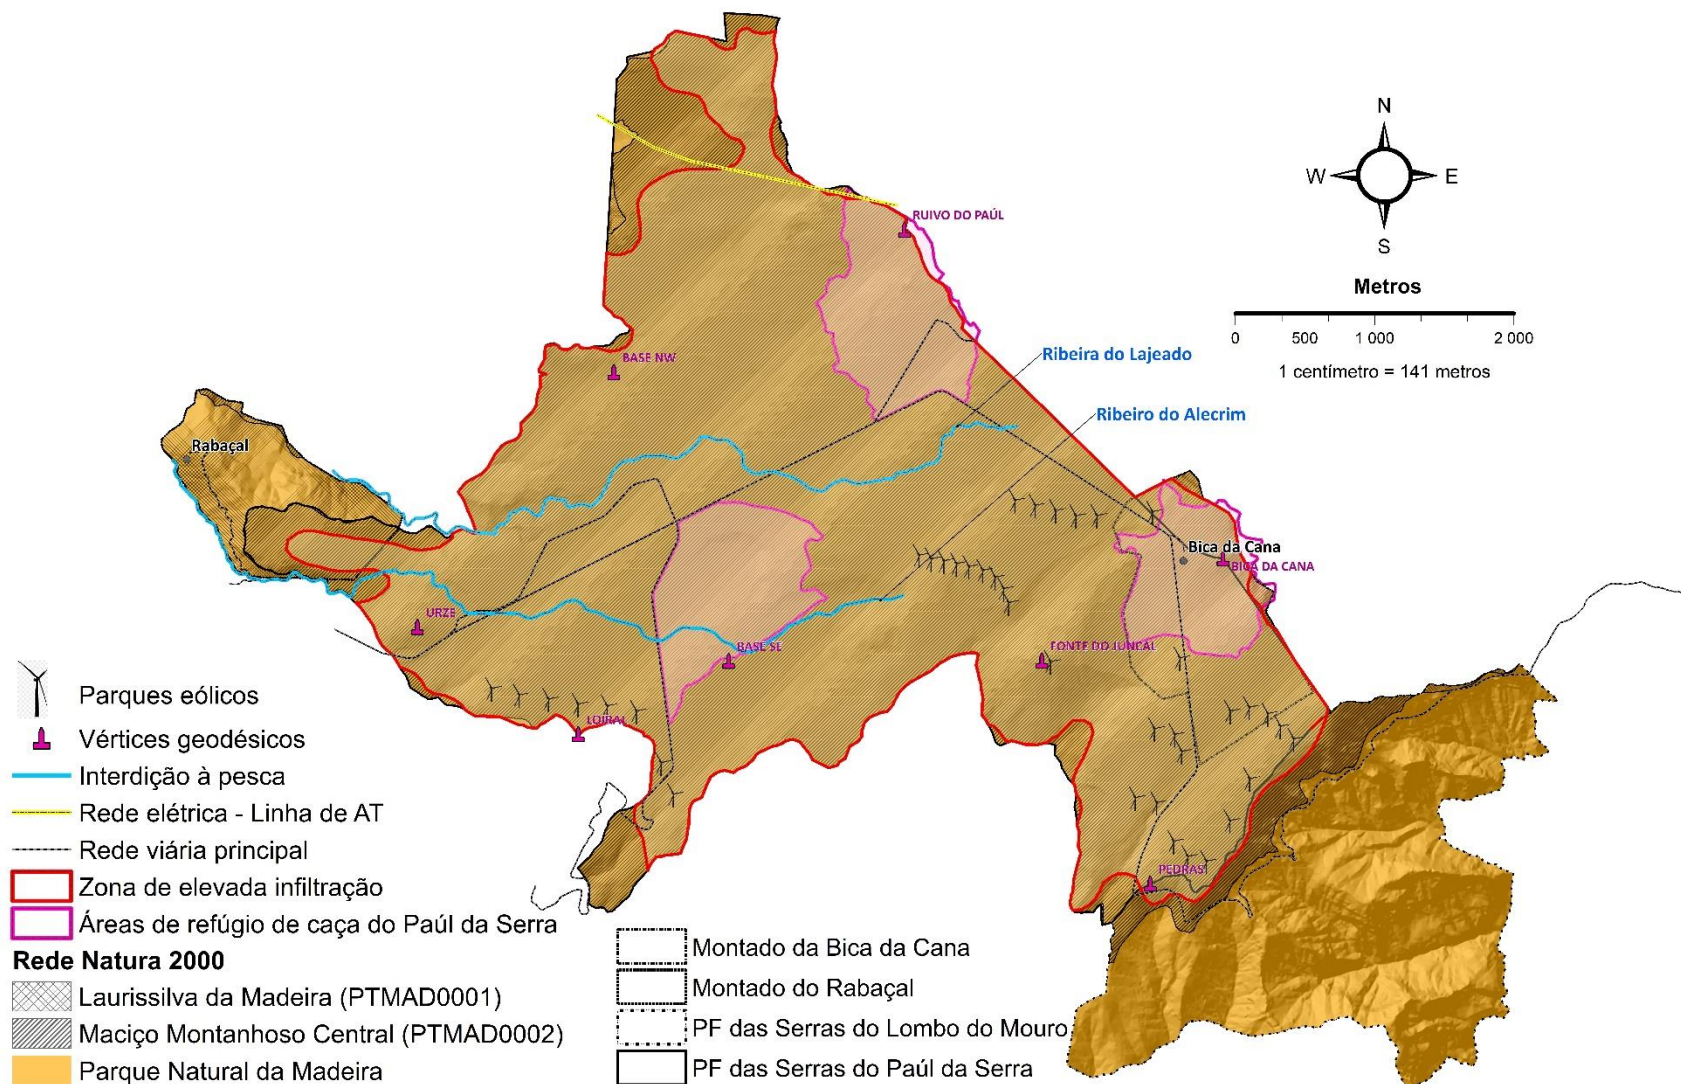 N
W
E
S
Metros
0
500
1 000
2 000
1 centímetro = 141 metros
RUIVO DO PAÚL
Ribeira do Lajeado
BASE NW
Ribeiro do Alecrim
Rabaçal
Bica da Cana
BICA DA CANA
URZE
BASE SE
FONTE DO JUNCAL
LOIRAL
PEDRAS
Parques eólicos
Vértices geodésicos
Interdição à pesca
Rede elétrica - Linha de AT
Rede viária principal
Zona de elevada infiltração
Áreas de refúgio de caça do Paúl da Serra
Rede Natura 2000
Laurissilva da Madeira (PTMAD0001)
Maciço Montanhoso Central (PTMAD0002)
Parque Natural da Madeira
Montado da Bica da Cana
Montado do Rabaçal
PF das Serras do Lombo do Mouro
PF das Serras do Paúl da Serra